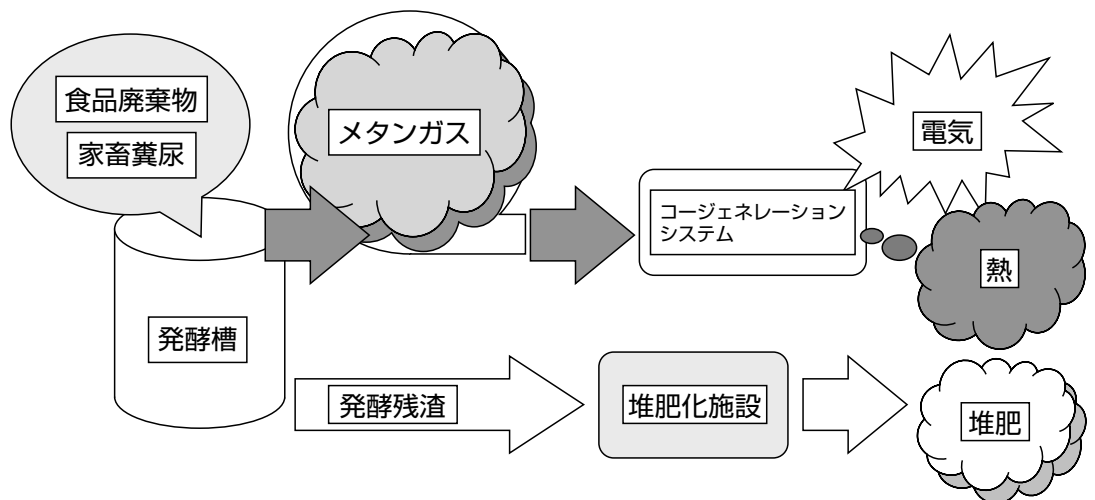 食品廃棄物
家畜糞尿
メタンガス
電気
コージェネレーション
システム
熱
発酵槽
発酵残渣
堆肥化施設
堆肥